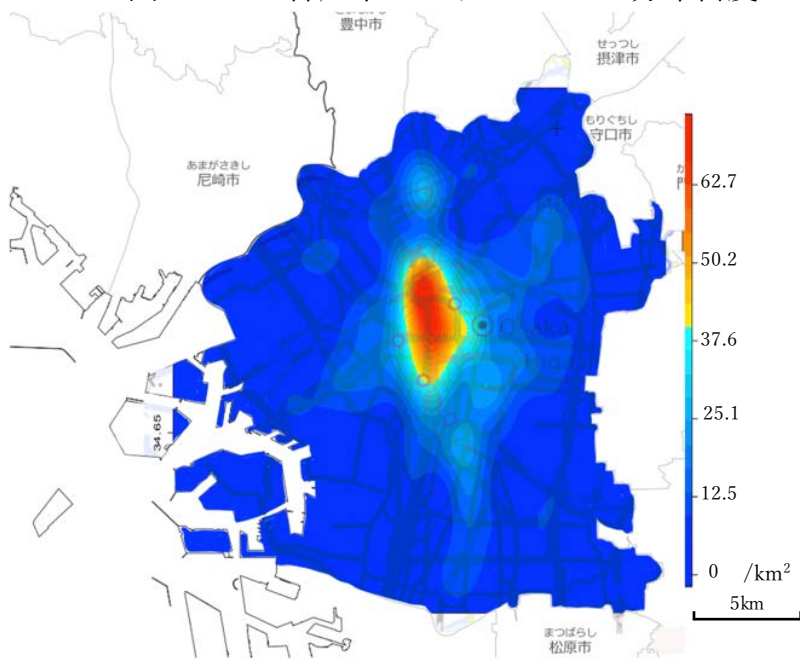 豊中市
せっつし
摂津市
もりぐちし
守口市
あまがさきし
尼崎市
62.7
50.2
37.6
25.1
12.5
0 /km²
5km
Osaka
Higas
34.65
まつばらし
松原市